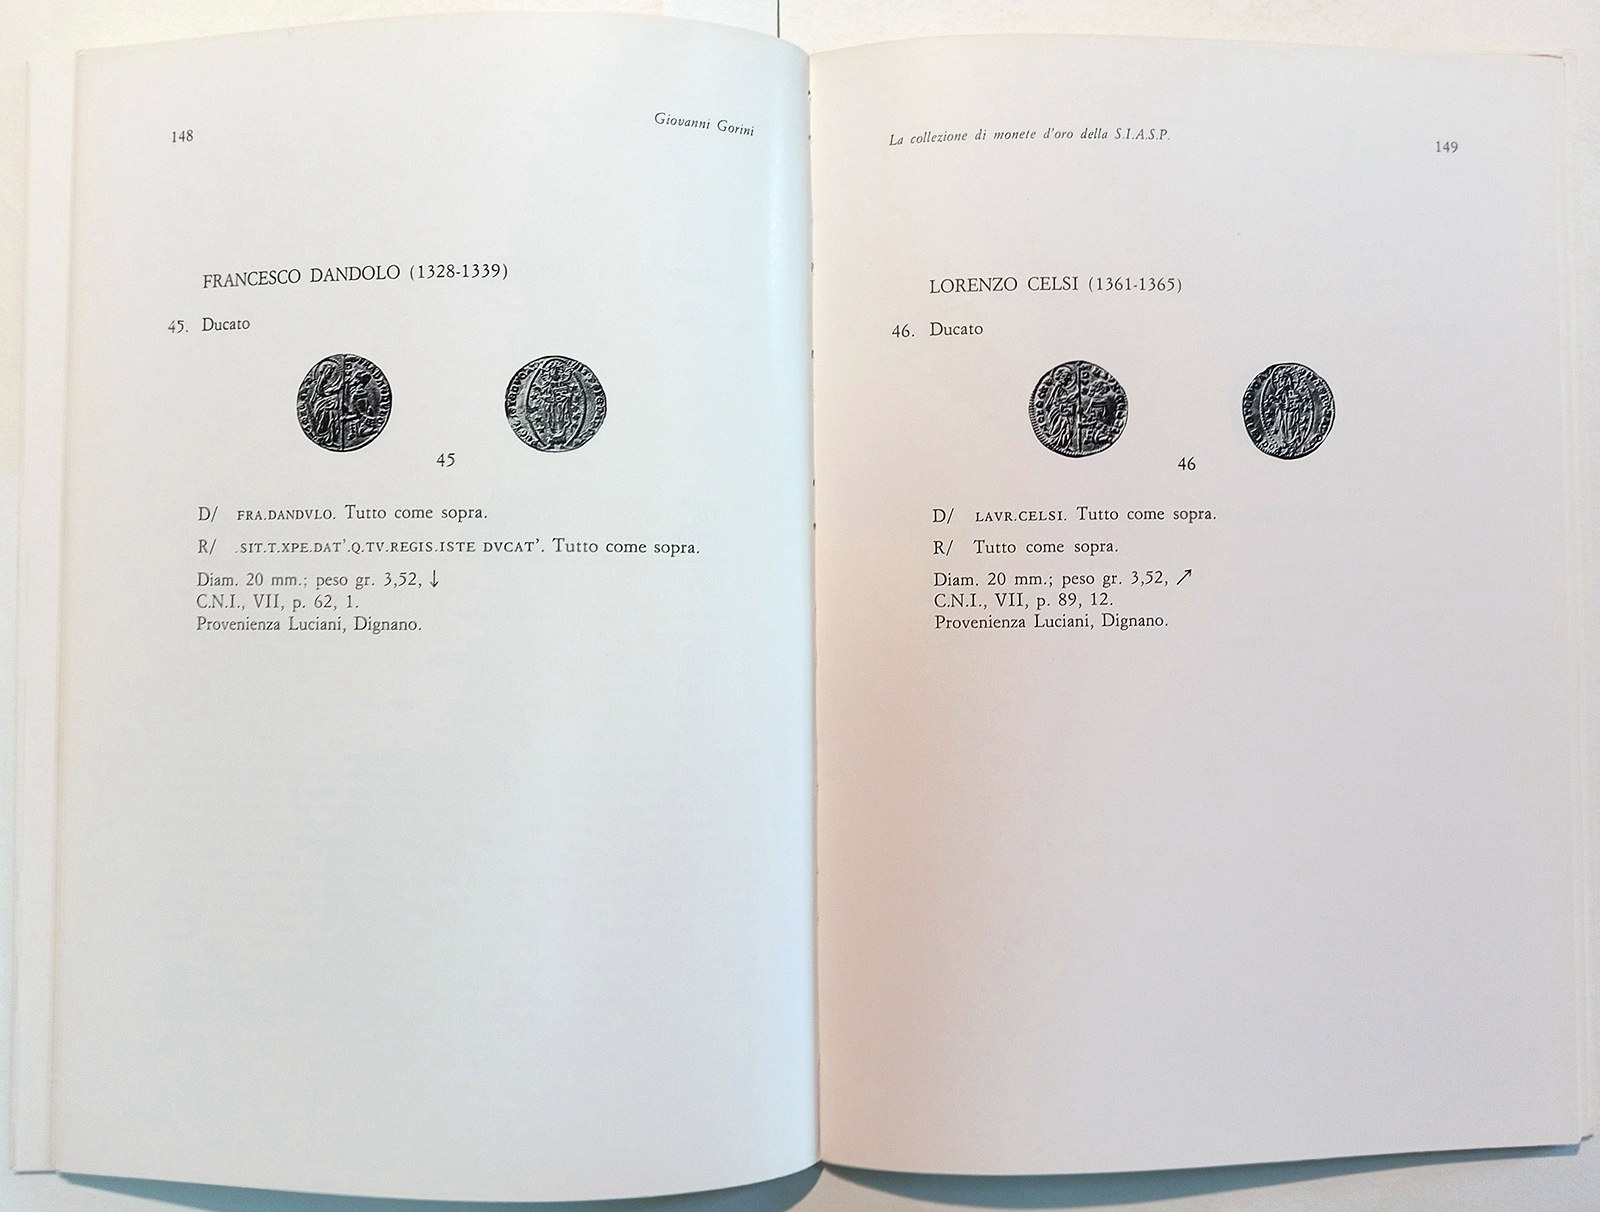 148
Giovanni Gorini
FRANCESCO DANDOLO (1328-1339)
45. Ducato
45
D/ FRA.DANDVLO. Tutto come sopra.
R/ .SIT.T.XPE.DAT'.Q.TV.REGIS.ISTE DVCAT'. Tutto come sopra.
Diam. 20 mm.; peso gr. 3,52, ↓
C.N.I., VII, p. 62, 1.
Provenienza Luciani, Dignano.
La collezione di monete d'oro della S.I.A.S.P.
149
LORENZO CELSI (1361-1365)
46. Ducato
46
D/ LAVR.CELSI. Tutto come sopra.
R/ Tutto come sopra.
Diam. 20 mm.; peso gr. 3,52, ↗
C.N.I., VII, p. 89, 12.
Provenienza Luciani, Dignano.